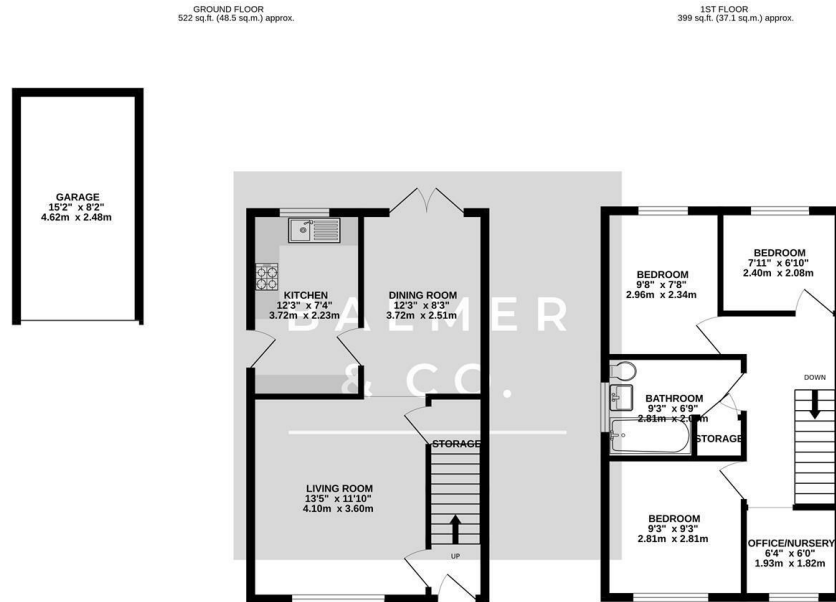 GROUND FLOOR
522 sq.ft. (48.5 sq.m.) approx.
1ST FLOOR
399 sq.ft. (37.1 sq.m.) approx.
GARAGE
15'2" x 8'2"
4.62m x 2.48m
KITCHEN
12'3" x 7'4"
3.72m x 2.23m
DINING ROOM
12'3" x 8'3"
3.72m x 2.51m
BALMER
& CO.
STORAGE
LIVING ROOM
13'5" x 11'10"
4.10m x 3.60m
UP
BEDROOM
9'8" x 7'8"
2.96m x 2.34m
BEDROOM
7'11" x 6'10"
2.40m x 2.08m
DOWN
BATHROOM
9'3" x 6'9"
2.81m x
STORAGE
BEDROOM
9'3" x 9'3"
2.81m x 2.81m
OFFICE/NURSERY
6'4" x 6'0"
1.93m x 1.82m